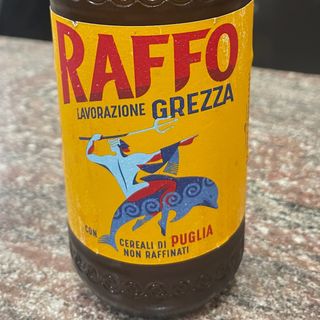 RAFFO
LAVORAZIONE GREZZA
CON CEREALI DI PUGLIA
NON RAFFINATI